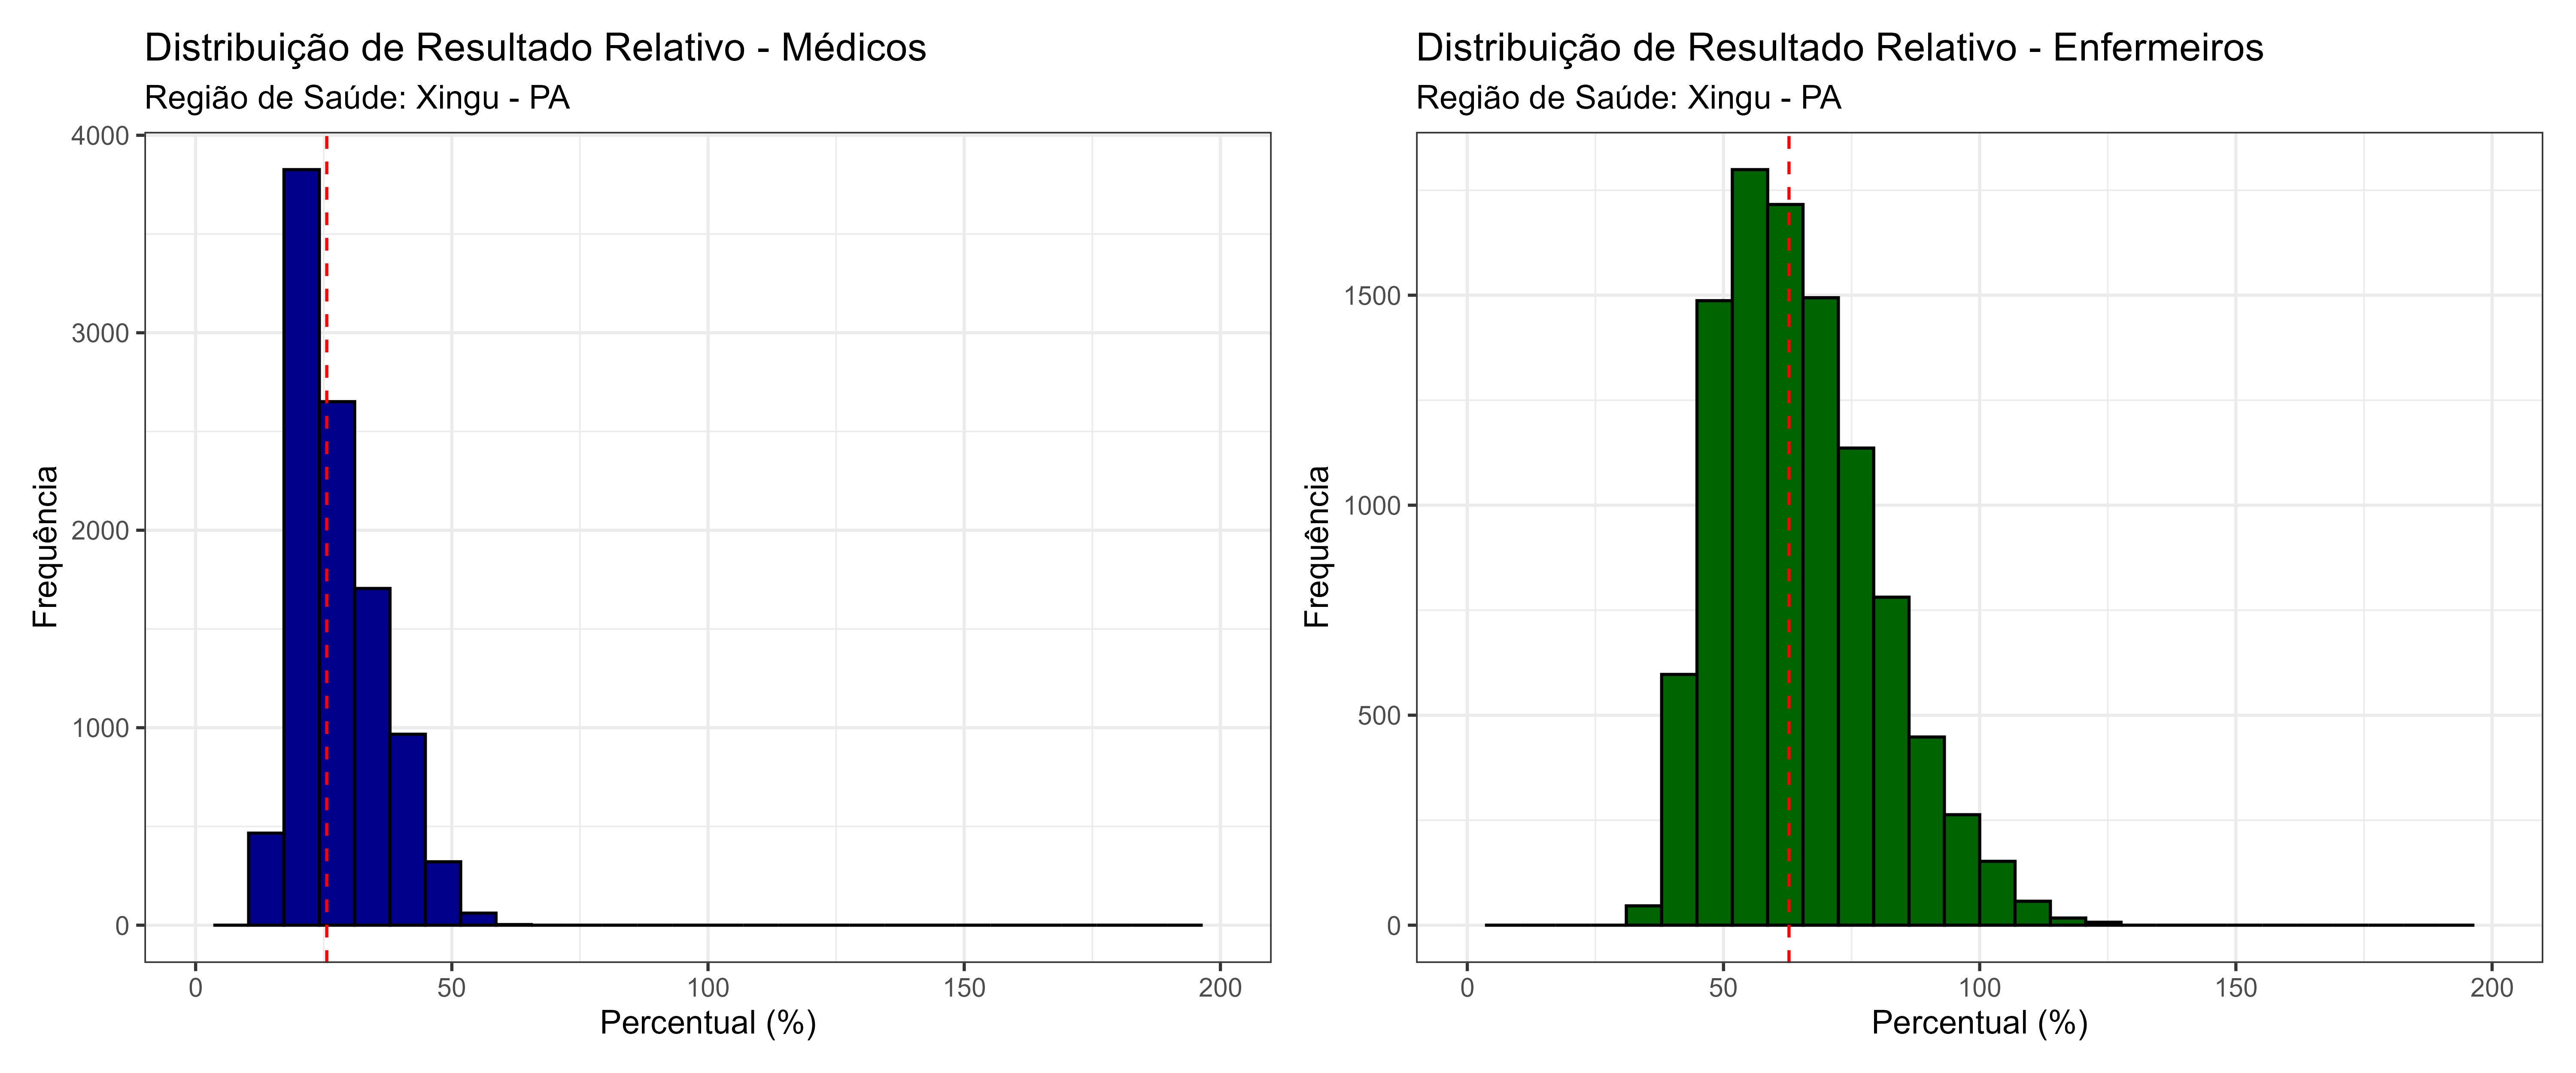 Distribuição de Resultado Relativo - Médicos
Região de Saúde: Xingu - PA
4000
3000
2000
1000
0
Frequência
0 50 100 150 200
Percentual (%)
Distribuição de Resultado Relativo - Enfermeiros
Região de Saúde: Xingu - PA
1500
1000
500
0
Frequência
0 50 100 150 200
Percentual (%)